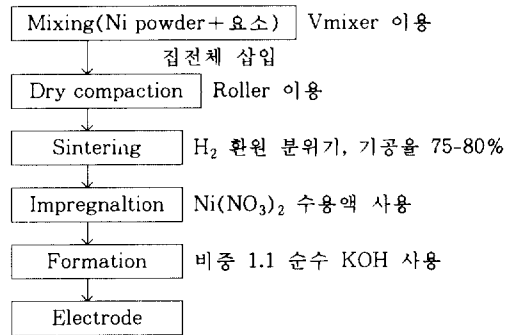 Mixing(Ni powder+요소) Vmixer 이용
집전체 삽입
Dry compaction Roller 이용
Sintering H₂ 환원 분위기, 기공율 75-80%
Impregnaltion Ni(NO₃)₂ 수용액 사용
Formation 비중 1.1 순수 KOH 사용
Electrode